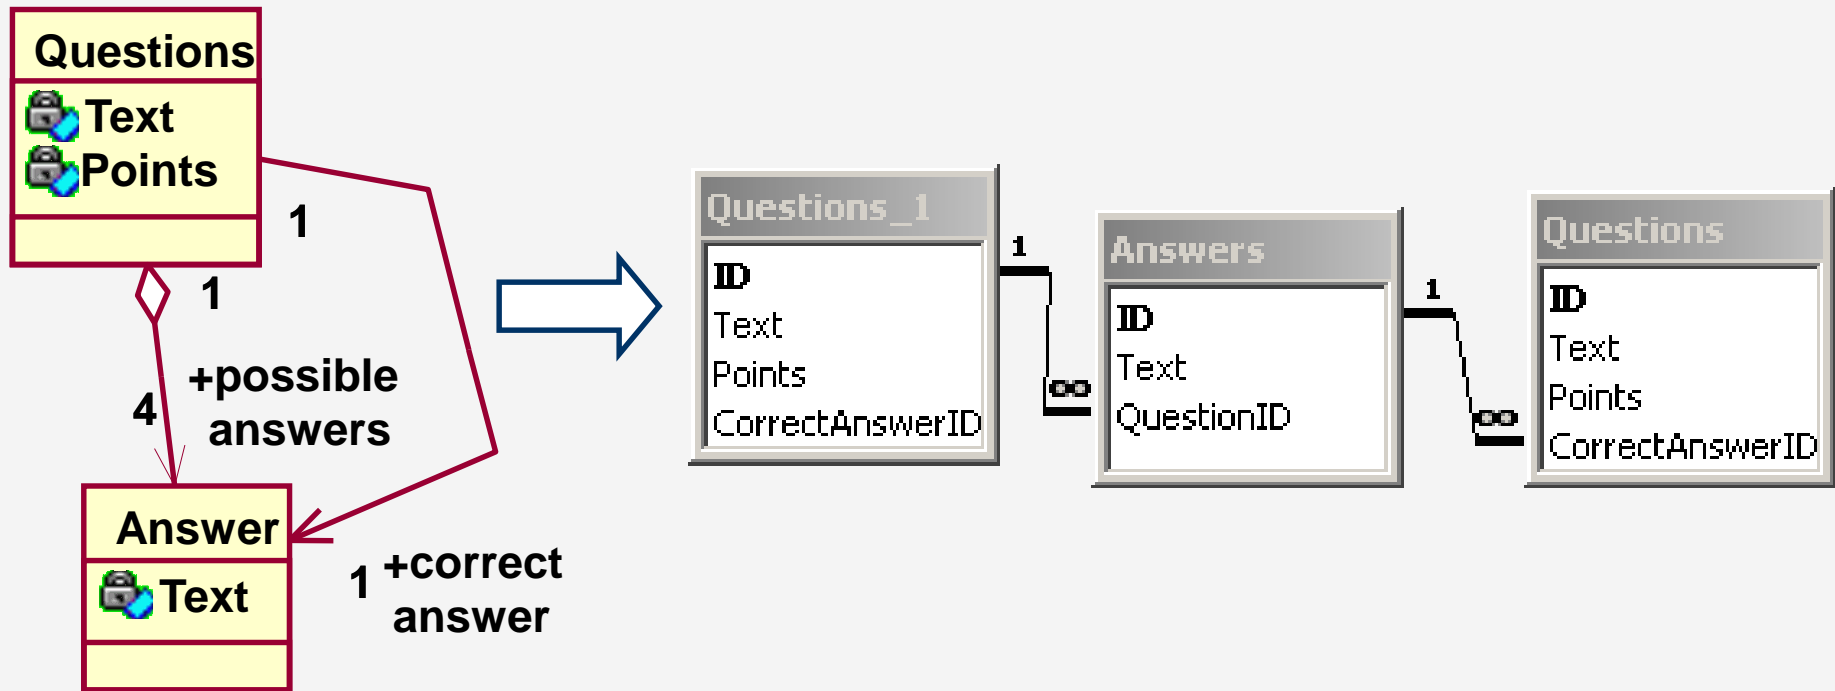 Questions
Text
Points
1
1
+possible
answers
4
Answer
Text
1 +correct
answer
Questions_1
ID
Text
Points
CorrectAnswerID
1
∞
Answers
ID
Text
QuestionID
1
∞
Questions
ID
Text
Points
CorrectAnswerID